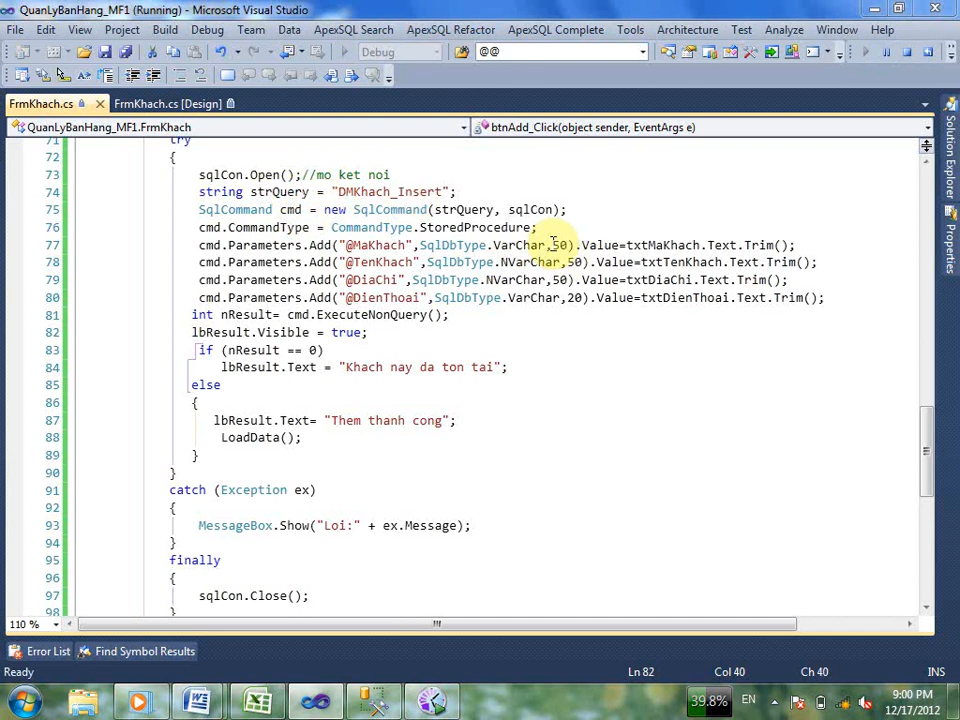 QuanLyBanHang_MF1 (Running) - Microsoft Visual Studio
File Edit View Project Build Debug Team Data ApexSQL Search ApexSQL Refactor ApexSQL Complete Tools Architecture Test Analyze Window Help
Debug @@
FrmKhach.cs FrmKhach.cs [Design]
QuanLyBanHang_MF1.FrmKhach btnAdd_Click(object sender, EventArgs e)
71 try
72 {
73 sqlCon.Open();//mo ket noi
74 string strQuery = "DMKhach_Insert";
75 SqlCommand cmd = new SqlCommand(strQuery, sqlCon);
76 cmd.CommandType = CommandType.StoredProcedure;
77 cmd.Parameters.Add("@MaKhach",SqlDbType.VarChar,50).Value=txtMaKhach.Text.Trim();
78 cmd.Parameters.Add("@TenKhach",SqlDbType.NVarChar,50).Value=txtTenKhach.Text.Trim();
79 cmd.Parameters.Add("@DiaChi",SqlDbType.NVarChar,50).Value=txtDiaChi.Text.Trim();
80 cmd.Parameters.Add("@DienThoai",SqlDbType.VarChar,20).Value=txtDienThoai.Text.Trim();
81 int nResult= cmd.ExecuteNonQuery();
82 lbResult.Visible = true;
83 if (nResult == 0)
84 lbResult.Text = "Khach nay da ton tai";
85 else
86 {
87 lbResult.Text= "Them thanh cong";
88 LoadData();
89 }
90 }
91 catch (Exception ex)
92 {
93 MessageBox.Show("Loi:" + ex.Message);
94 }
95 finally
96 {
97 sqlCon.Close();
98 }
110 %
Error List Find Symbol Results
Ready Ln 82 Col 40 Ch 40 INS
Solution Explorer
Properties
39.8% EN 9:00 PM
12/17/2012